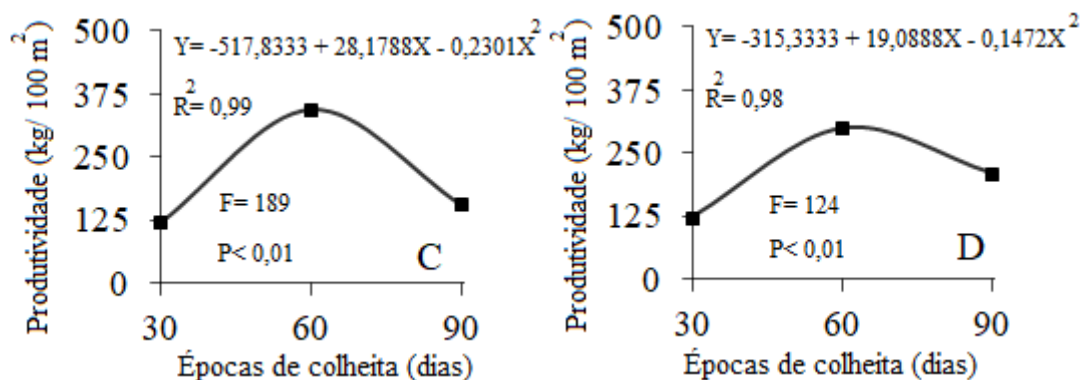 Produtividade (kg/ 100 m²)
500
375
250
125
0
Y= -517,8333 + 28,1788X - 0,2301X²
R²= 0,99
F= 189
P< 0,01
C
30 60 90
Épocas de colheita (dias)
Produtividade (kg/ 100 m²)
500
375
250
125
0
Y= -315,3333 + 19,0888X - 0,1472X²
R²= 0,98
F= 124
P< 0,01
D
30 60 90
Épocas de colheita (dias)